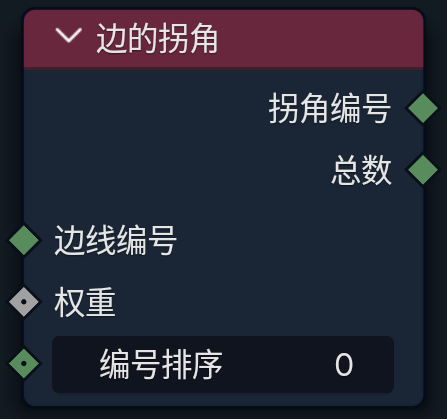 边的拐角
拐角编号
总数
边线编号
权重
编号排序 0